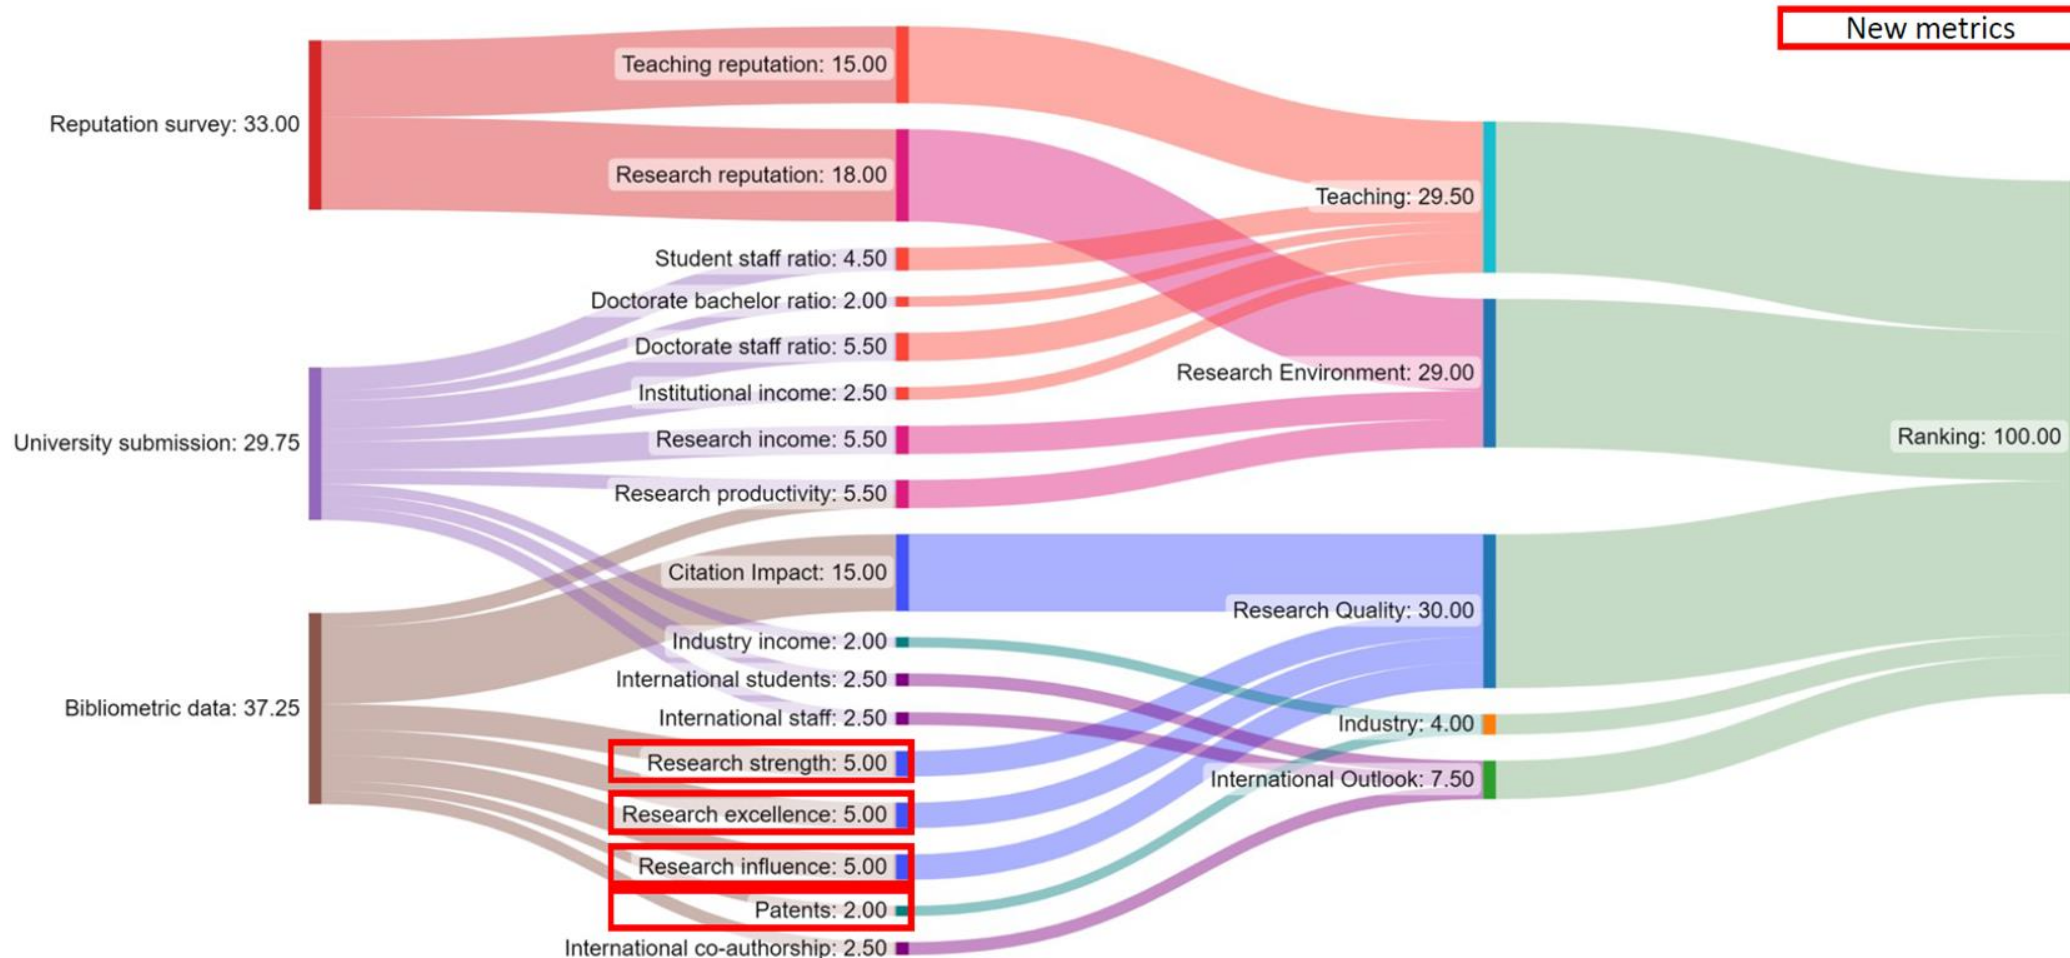 New metrics
Teaching reputation: 15.00
Reputation survey: 33.00
Research reputation: 18.00
Teaching: 29.50
Student staff ratio: 4.50
Doctorate bachelor ratio: 2.00
Doctorate staff ratio: 5.50
Research Environment: 29.00
Institutional income: 2.50
Research income: 5.50
University submission: 29.75
Ranking: 100.00
Research productivity: 5.50
Citation Impact: 15.00
Research Quality: 30.00
Industry income: 2.00
International students: 2.50
Bibliometric data: 37.25
International staff: 2.50
Industry: 4.00
Research strength: 5.00
International Outlook: 7.50
Research excellence: 5.00
Research influence: 5.00
Patents: 2.00
International co-authorship: 2.50